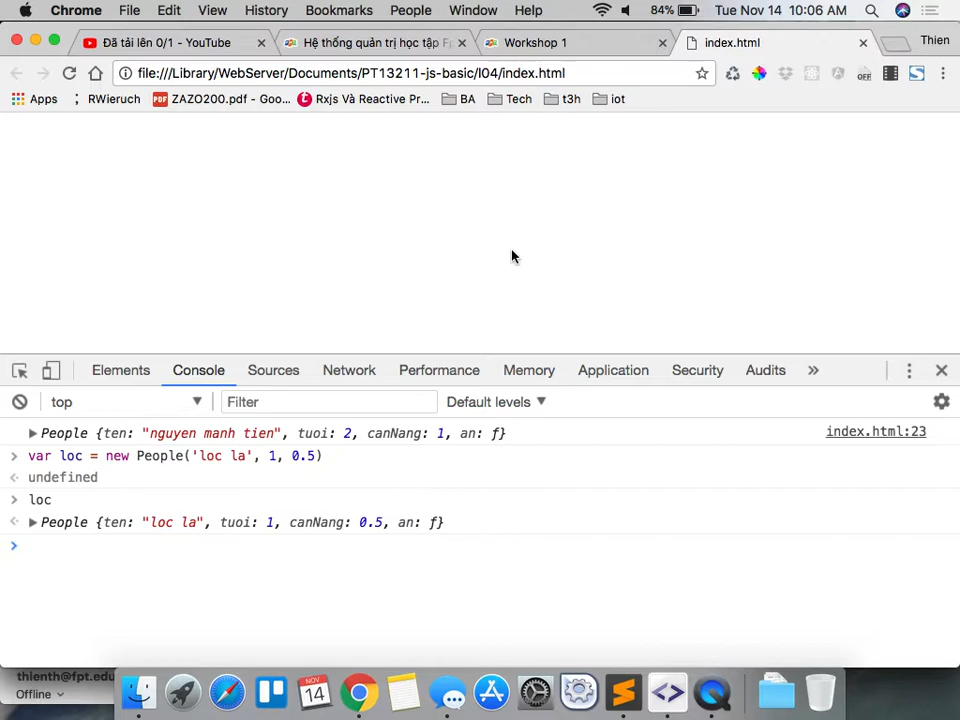 Chrome File Edit View History Bookmarks People Window Help 84% Tue Nov 14 10:06 AM
Đã tải lên 0/1 - YouTube Hệ thống quản trị học tập Fp Workshop 1 index.html Thien
file:///Library/WebServer/Documents/PT13211-js-basic/l04/index.html OFF
Apps RWieruch ZAZO200.pdf - Goo... Rxjs Và Reactive Pr... BA Tech t3h iot
Elements Console Sources Network Performance Memory Application Security Audits »
top Filter Default levels
People {ten: "nguyen manh tien", tuoi: 2, canNang: 1, an: ƒ} index.html:23
> var loc = new People('loc la', 1, 0.5)
undefined
> loc
People {ten: "loc la", tuoi: 1, canNang: 0.5, an: ƒ}
>
thienth@fpt.edu
Offline
NOV
14